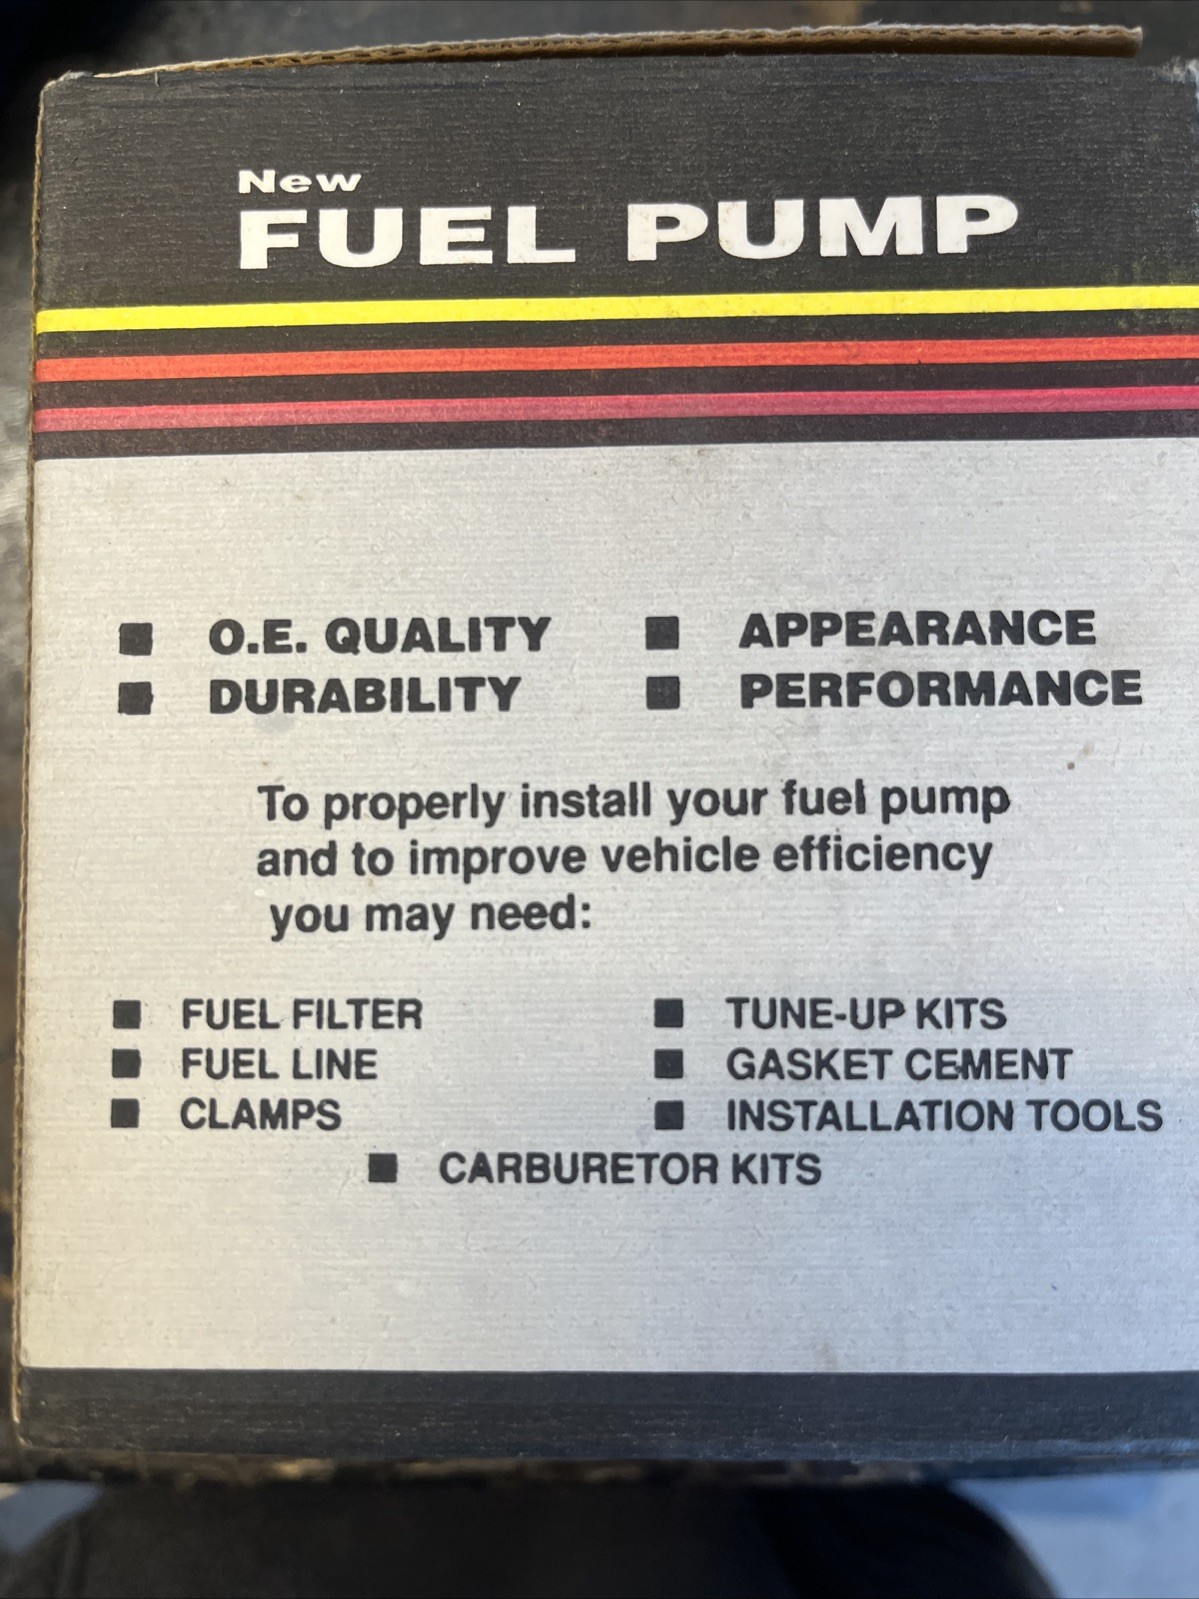 New
FUEL PUMP
■ O.E. QUALITY ■ APPEARANCE
■ DURABILITY ■ PERFORMANCE
To properly install your fuel pump
and to improve vehicle efficiency
you may need:
■ FUEL FILTER ■ TUNE-UP KITS
■ FUEL LINE ■ GASKET CEMENT
■ CLAMPS ■ INSTALLATION TOOLS
■ CARBURETOR KITS